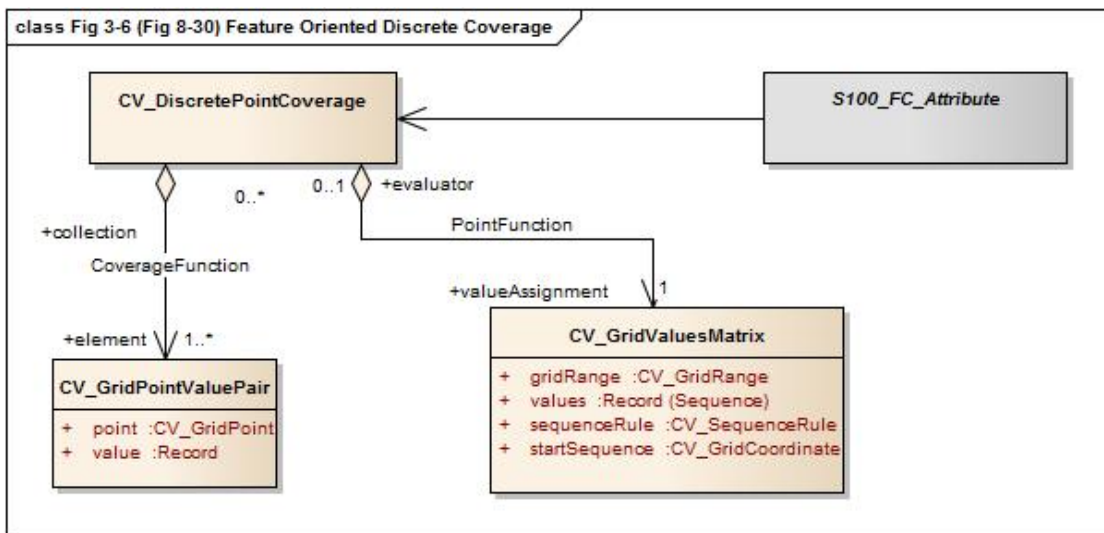 class Fig 3-6 (Fig 8-30) Feature Oriented Discrete Coverage
CV_DiscretePointCoverage
S100_FC_Attribute
0..*
0..1
+evaluator
+collection
PointFunction
CoverageFunction
+valueAssignment
1
+element
1..*
CV_GridPointValuePair
+ point :CV_GridPoint
+ value :Record
CV_GridValuesMatrix
+ gridRange :CV_GridRange
+ values :Record (Sequence)
+ sequenceRule :CV_SequenceRule
+ startSequence :CV_GridCoordinate